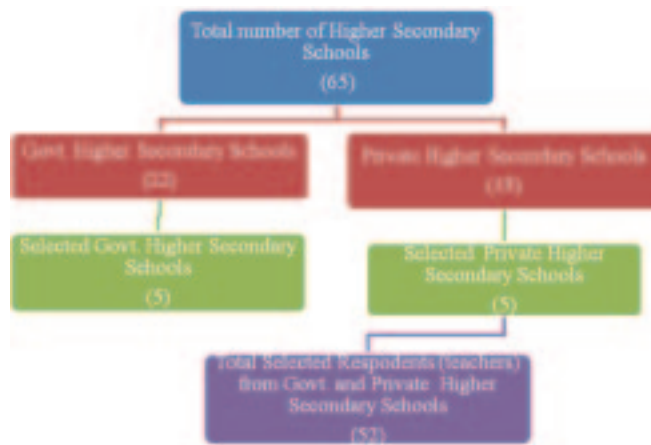 Total number of Higher Secondary
Schools
(65)
Govt. Higher Secondary Schools
(22)
Private Higher Secondary Schools
Selected Govt. Higher Secondary
Schools
(5)
Selected Private Higher
Secondary Schools
(5)
Total Selected Respodents (teachers)
from Govt. and Private Higher
Secondary Schools
(52)